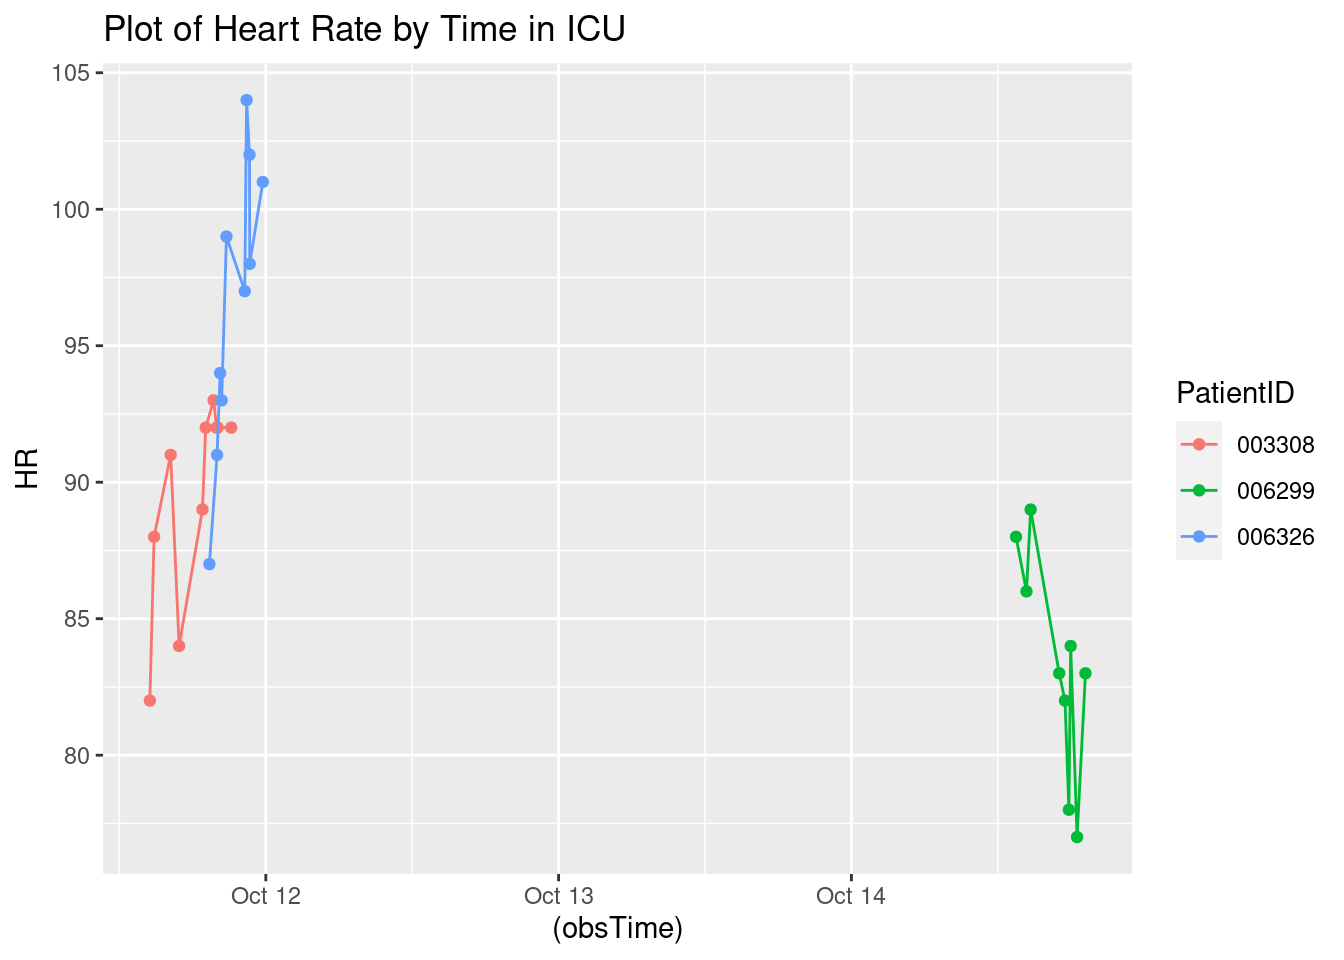 Plot of Heart Rate by Time in ICU
105
100
95
90
85
80
HR
Oct 12
Oct 13
Oct 14
(obsTime)
PatientID
003308
006299
006326